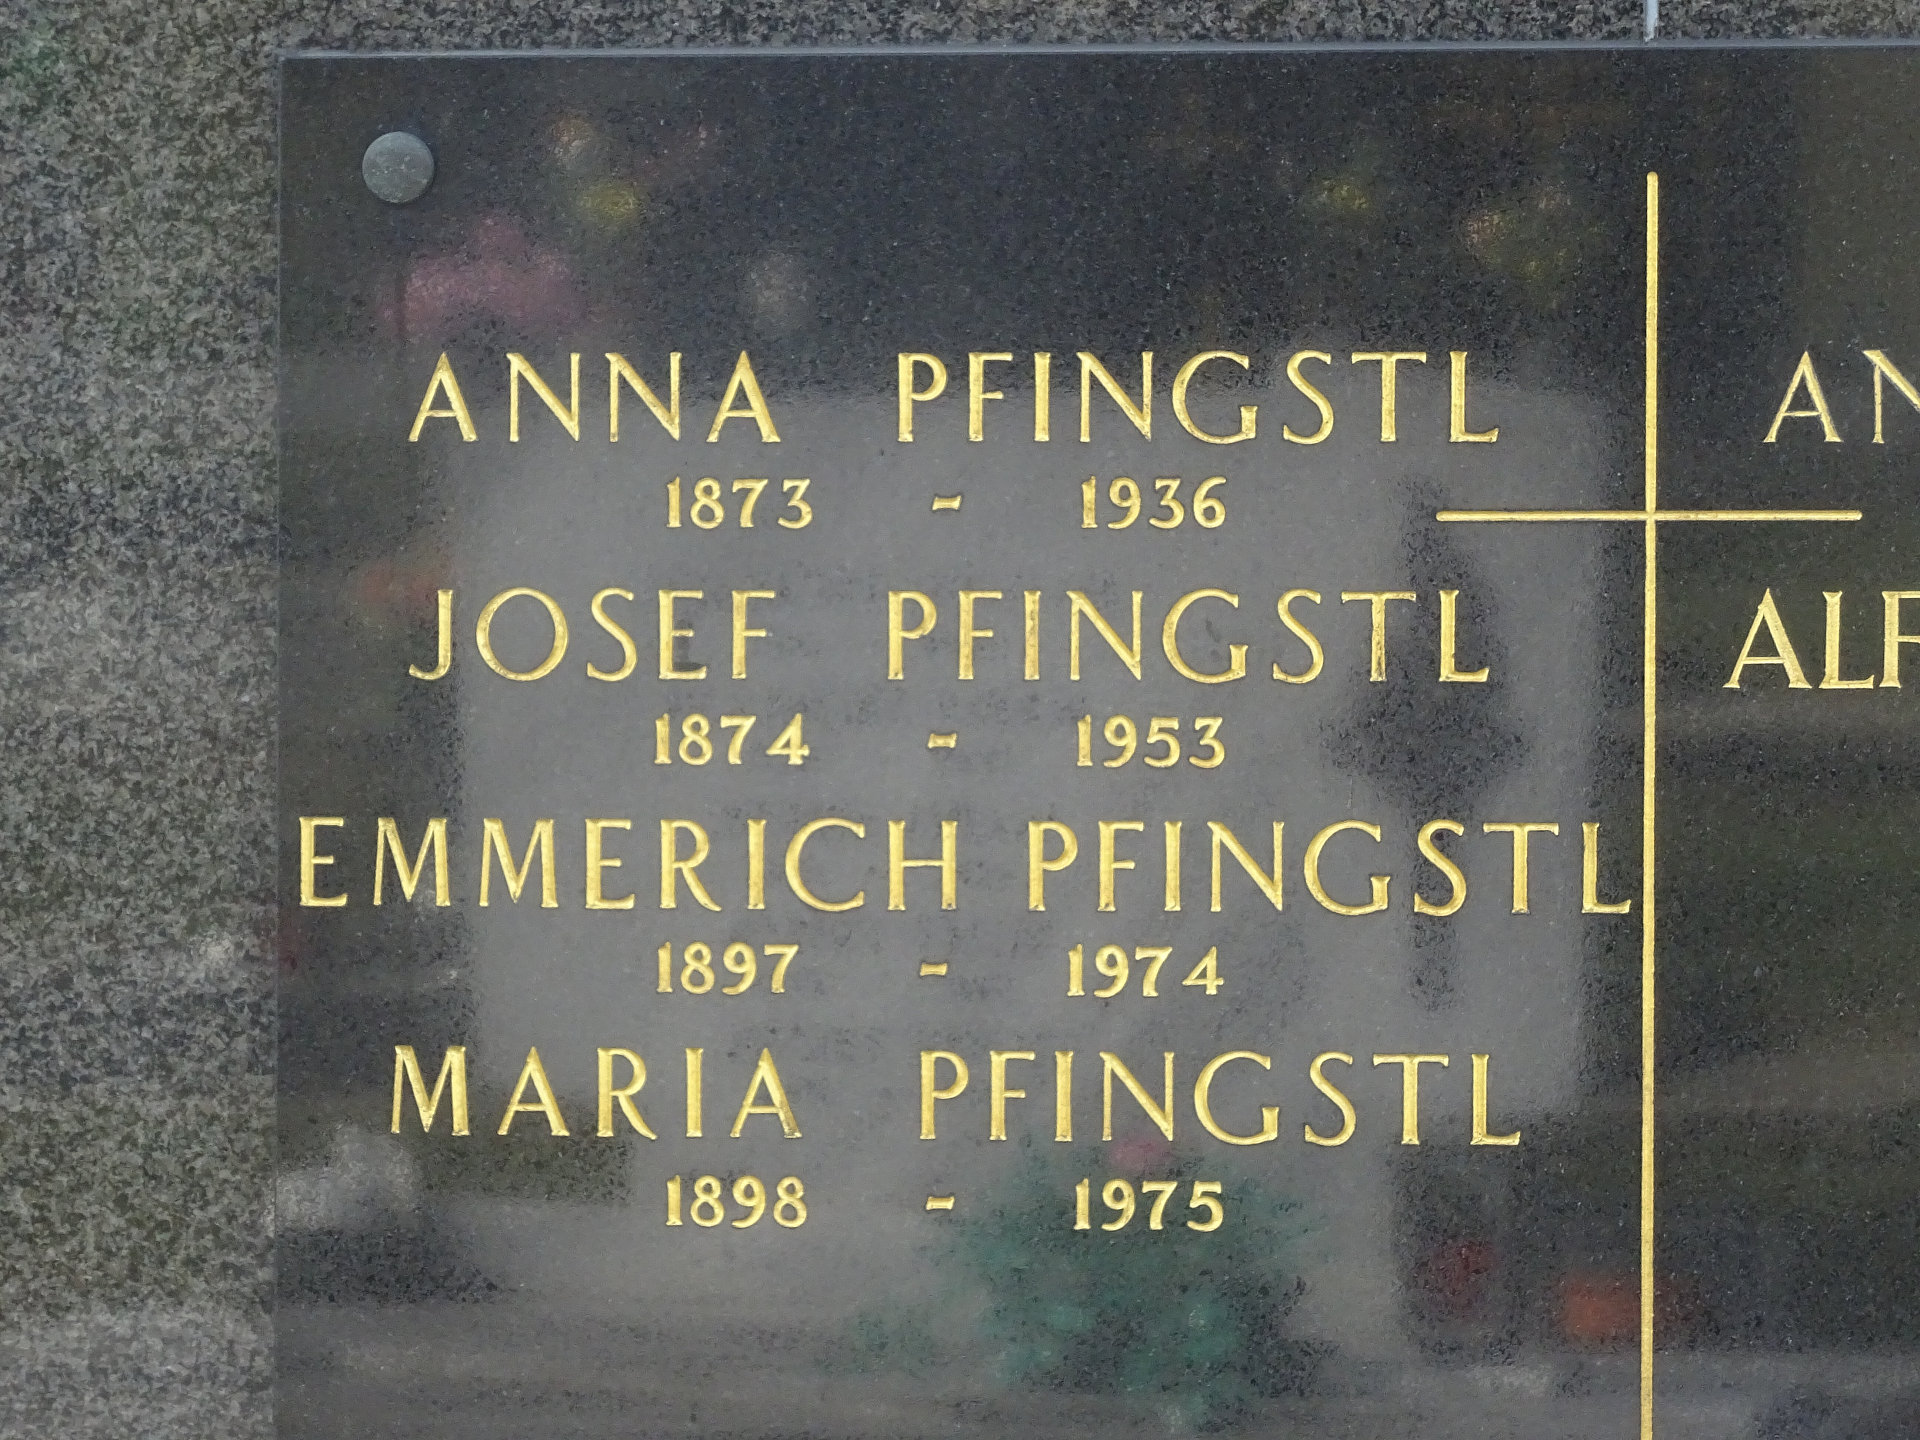 ANNA PFINGSTL
1873 - 1936
JOSEF PFINGSTL
1874 - 1953
EMMERICH PFINGSTL
1897 - 1974
MARIA PFINGSTL
1898 - 1975